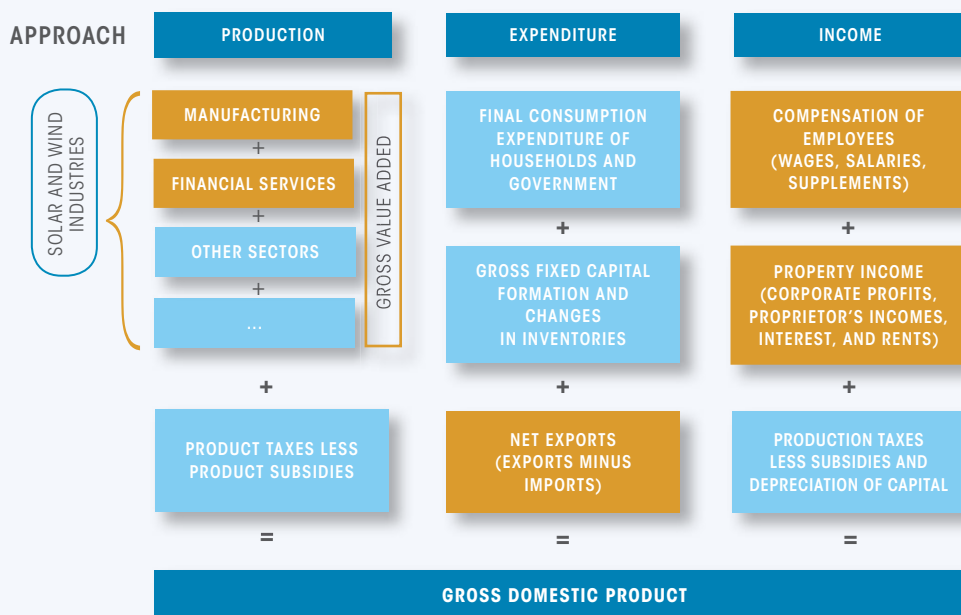 APPROACH
PRODUCTION
EXPENDITURE
INCOME
SOLAR AND WIND
INDUSTRIES
MANUFACTURING
+
FINANCIAL SERVICES
+
OTHER SECTORS
+
...
GROSS VALUE ADDED
+
PRODUCT TAXES LESS
PRODUCT SUBSIDIES
=
FINAL CONSUMPTION
EXPENDITURE OF
HOUSEHOLDS AND
GOVERNMENT
+
GROSS FIXED CAPITAL
FORMATION AND
CHANGES
IN INVENTORIES
+
NET EXPORTS
(EXPORTS MINUS
IMPORTS)
=
COMPENSATION OF
EMPLOYEES
(WAGES, SALARIES,
SUPPLEMENTS)
+
PROPERTY INCOME
(CORPORATE PROFITS,
PROPRIETOR'S INCOMES,
INTEREST, AND RENTS)
+
PRODUCTION TAXES
LESS SUBSIDIES AND
DEPRECIATION OF CAPITAL
=
GROSS DOMESTIC PRODUCT